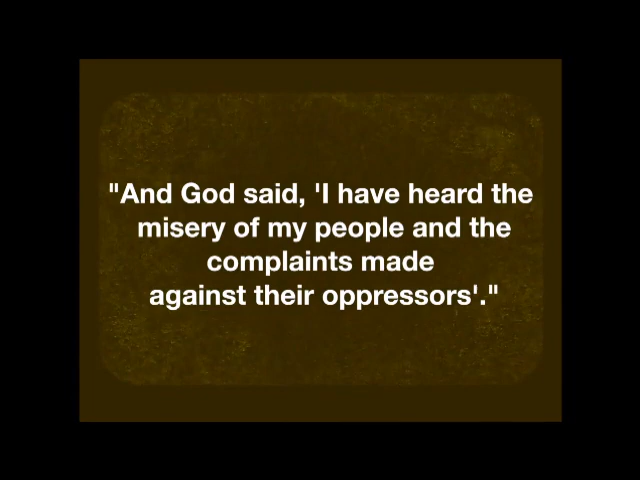 "And God said, 'I have heard the
misery of my people and the
complaints made
against their oppressors'."